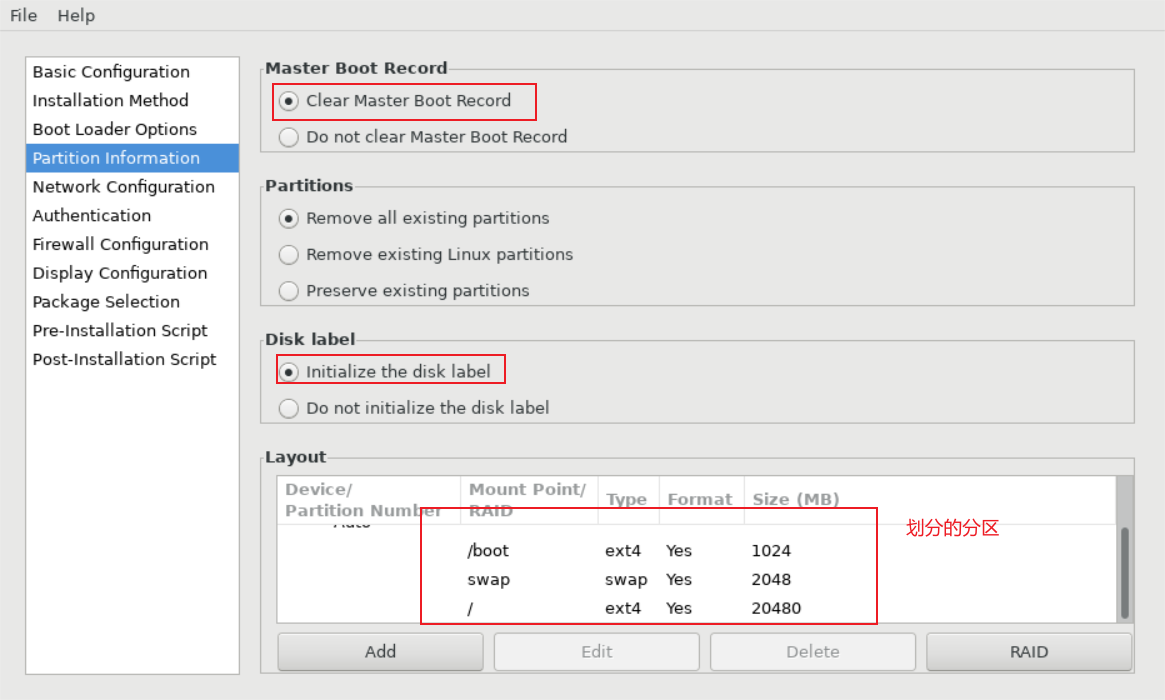 File Help
Basic Configuration
Installation Method
Boot Loader Options
Partition Information
Network Configuration
Authentication
Firewall Configuration
Display Configuration
Package Selection
Pre-Installation Script
Post-Installation Script
Master Boot Record
Clear Master Boot Record
Do not clear Master Boot Record
Partitions
Remove all existing partitions
Remove existing Linux partitions
Preserve existing partitions
Disk label
Initialize the disk label
Do not initialize the disk label
Layout
Device/ Mount Point/
Partition Number RAID Type Format Size (MB)
Auto
/boot ext4 Yes 1024
swap swap Yes 2048
/ ext4 Yes 20480
划分的分区
Add Edit Delete RAID